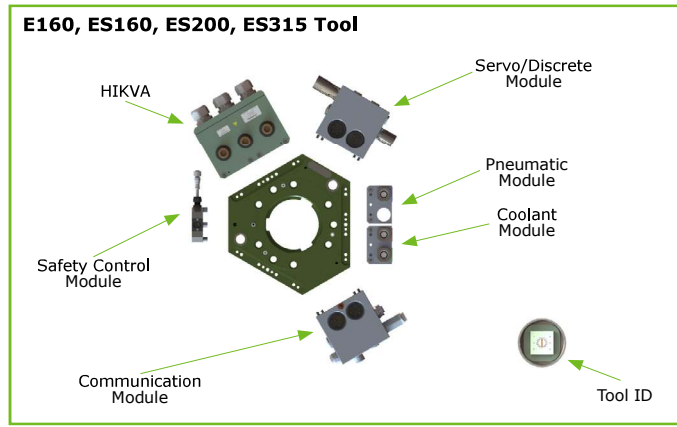 E160, ES160, ES200, ES315 Tool
Servo/Discrete
Module
HIKVA
Pneumatic
Module
Coolant
Module
Safety Control
Module
Communication
Module
Tool ID